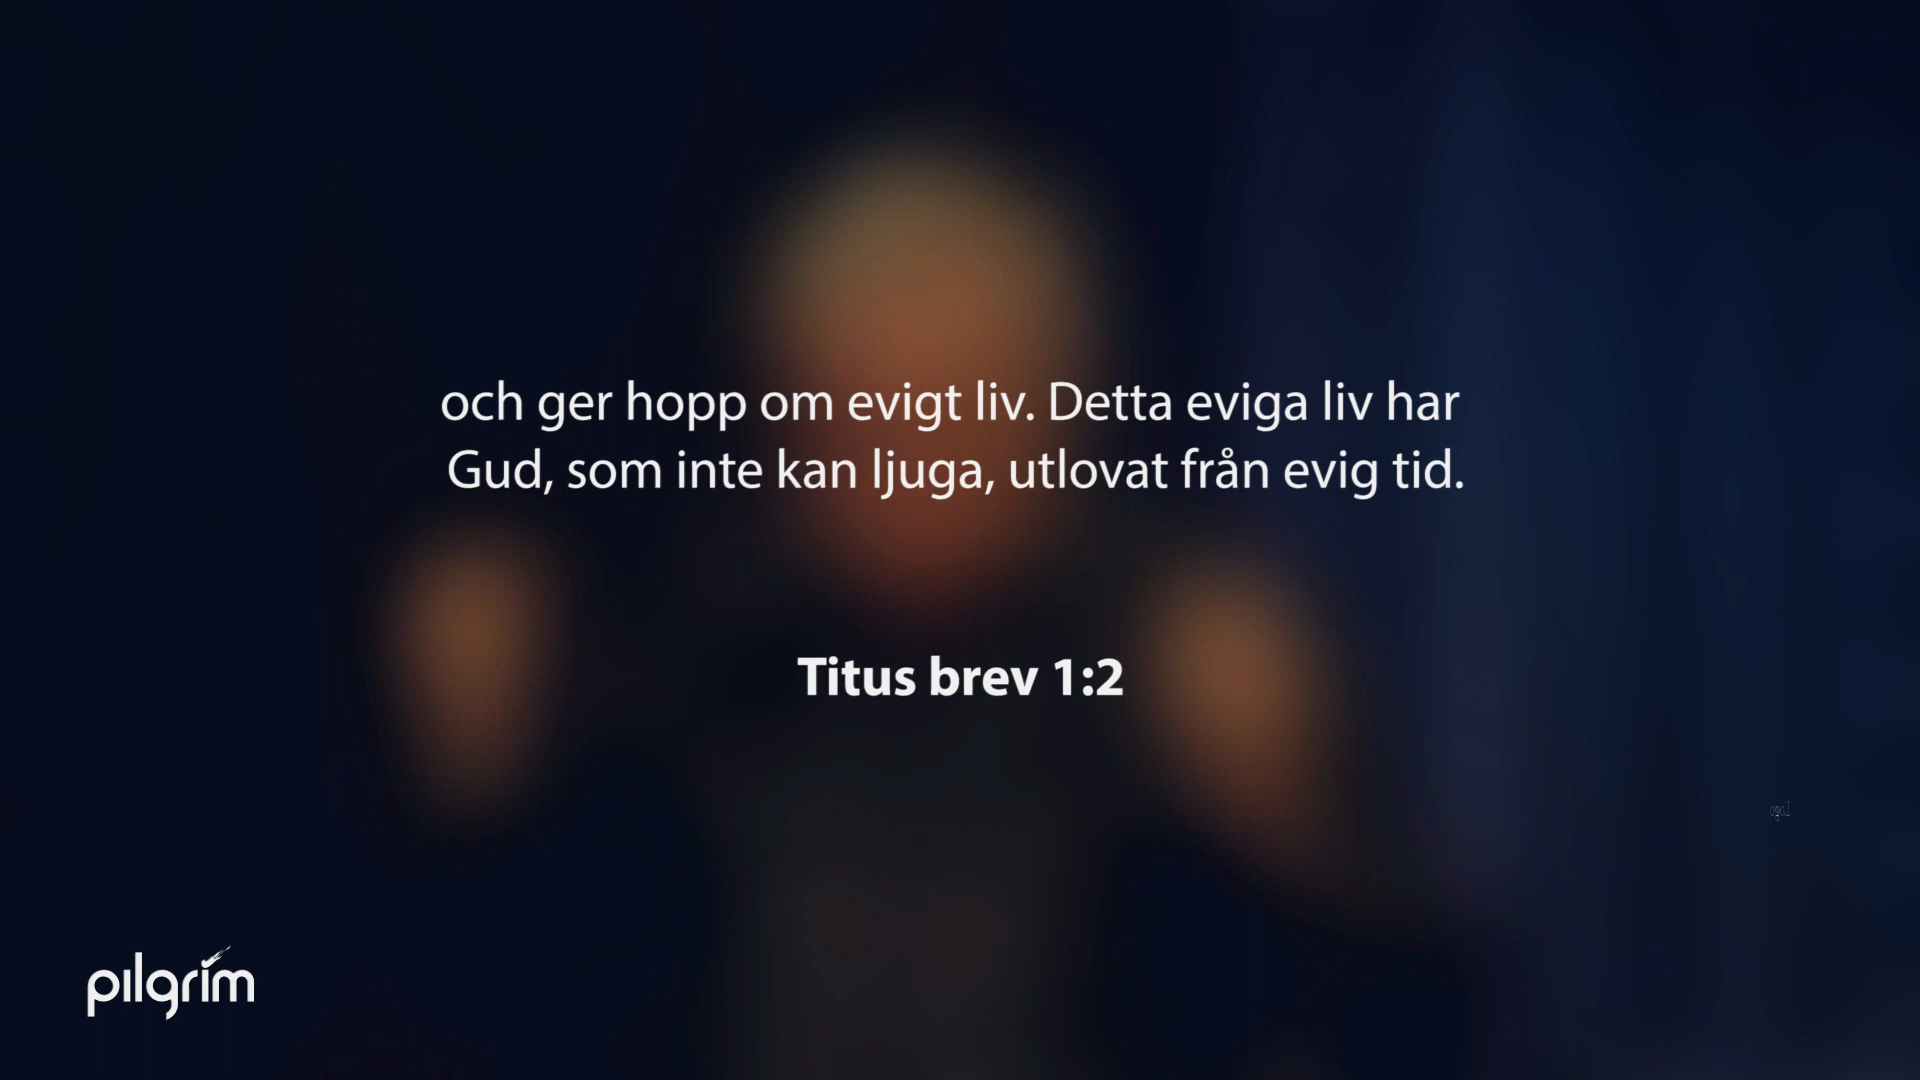 och ger hopp om evigt liv. Detta eviga liv har
Gud, som inte kan ljuga, utlovat från evig tid.
Titus brev 1:2
Logo
pilgrim